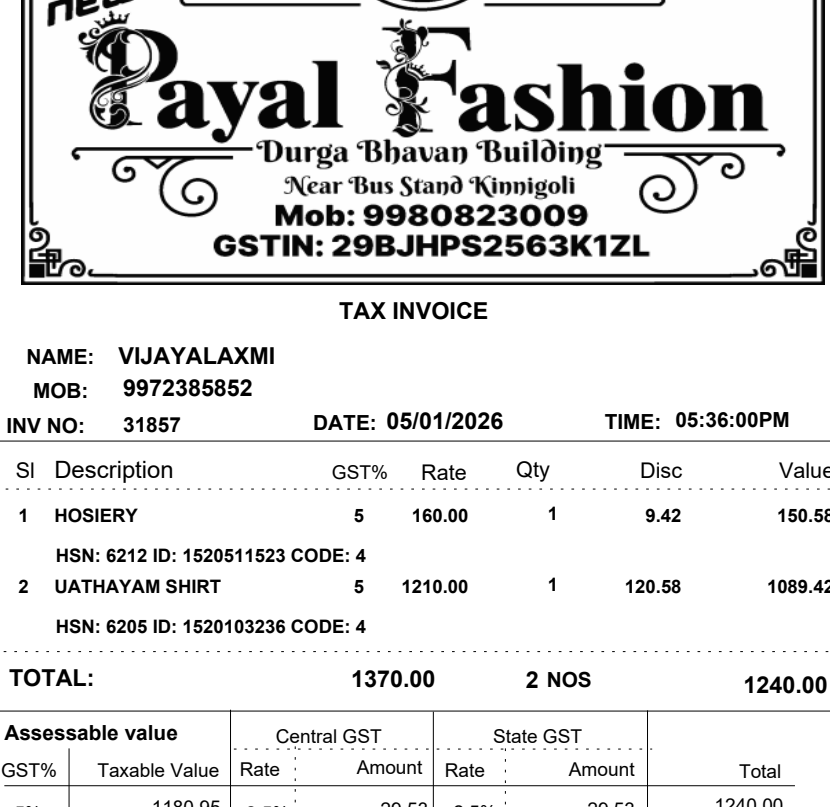 new
Payal Fashion
Durga Bhavan Building
Near Bus Stand Kinnigoli
Mob: 9980823009
GSTIN: 29BJHPS2563K1ZL
TAX INVOICE
NAME: VIJAYALAXMI
MOB: 9972385852
INV NO: 31857 DATE: 05/01/2026 TIME: 05:36:00PM
Sl Description GST% Rate Qty Disc Value
1 HOSIERY 5 160.00 1 9.42 150.58
HSN: 6212 ID: 1520511523 CODE: 4
2 UATHAYAM SHIRT 5 1210.00 1 120.58 1089.42
HSN: 6205 ID: 1520103236 CODE: 4
TOTAL: 1370.00 2 NOS 1240.00
Assessable value Central GST State GST
GST% Taxable Value Rate Amount Rate Amount Total
1180.95 29.53 29.53 1240.00